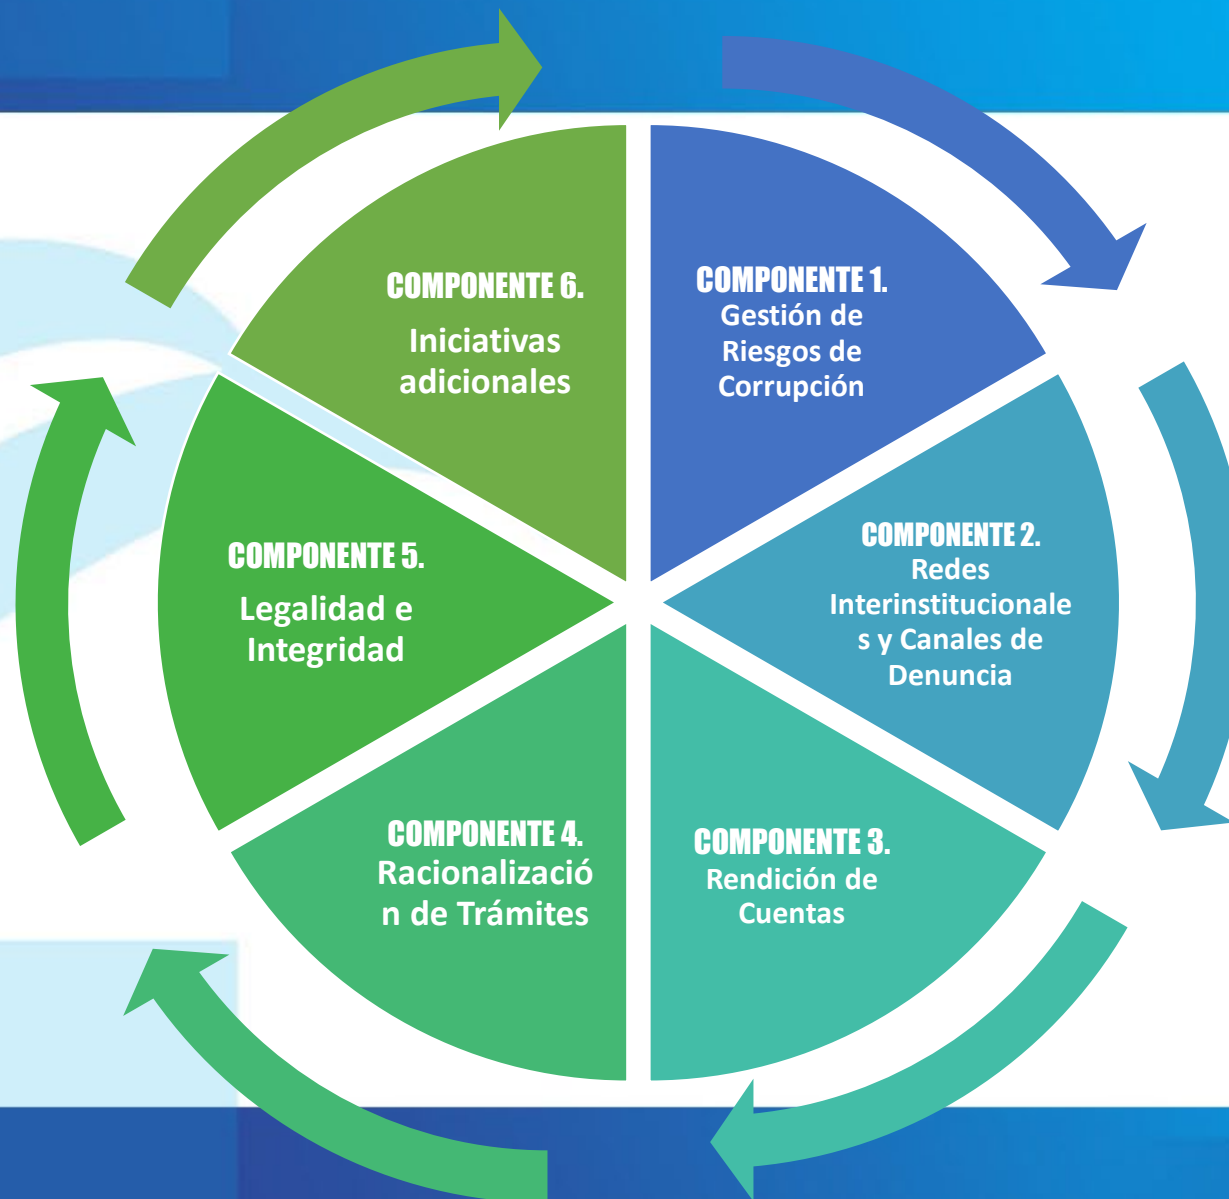 COMPONENTE 1.
Gestión de
Riesgos de
Corrupción
COMPONENTE 2.
Redes
Interinstitucionale
s y Canales de
Denuncia
COMPONENTE 3.
Rendición de
Cuentas
COMPONENTE 4.
Racionalizació
n de Trámites
COMPONENTE 5.
Legalidad e
Integridad
COMPONENTE 6.
Iniciativas
adicionales